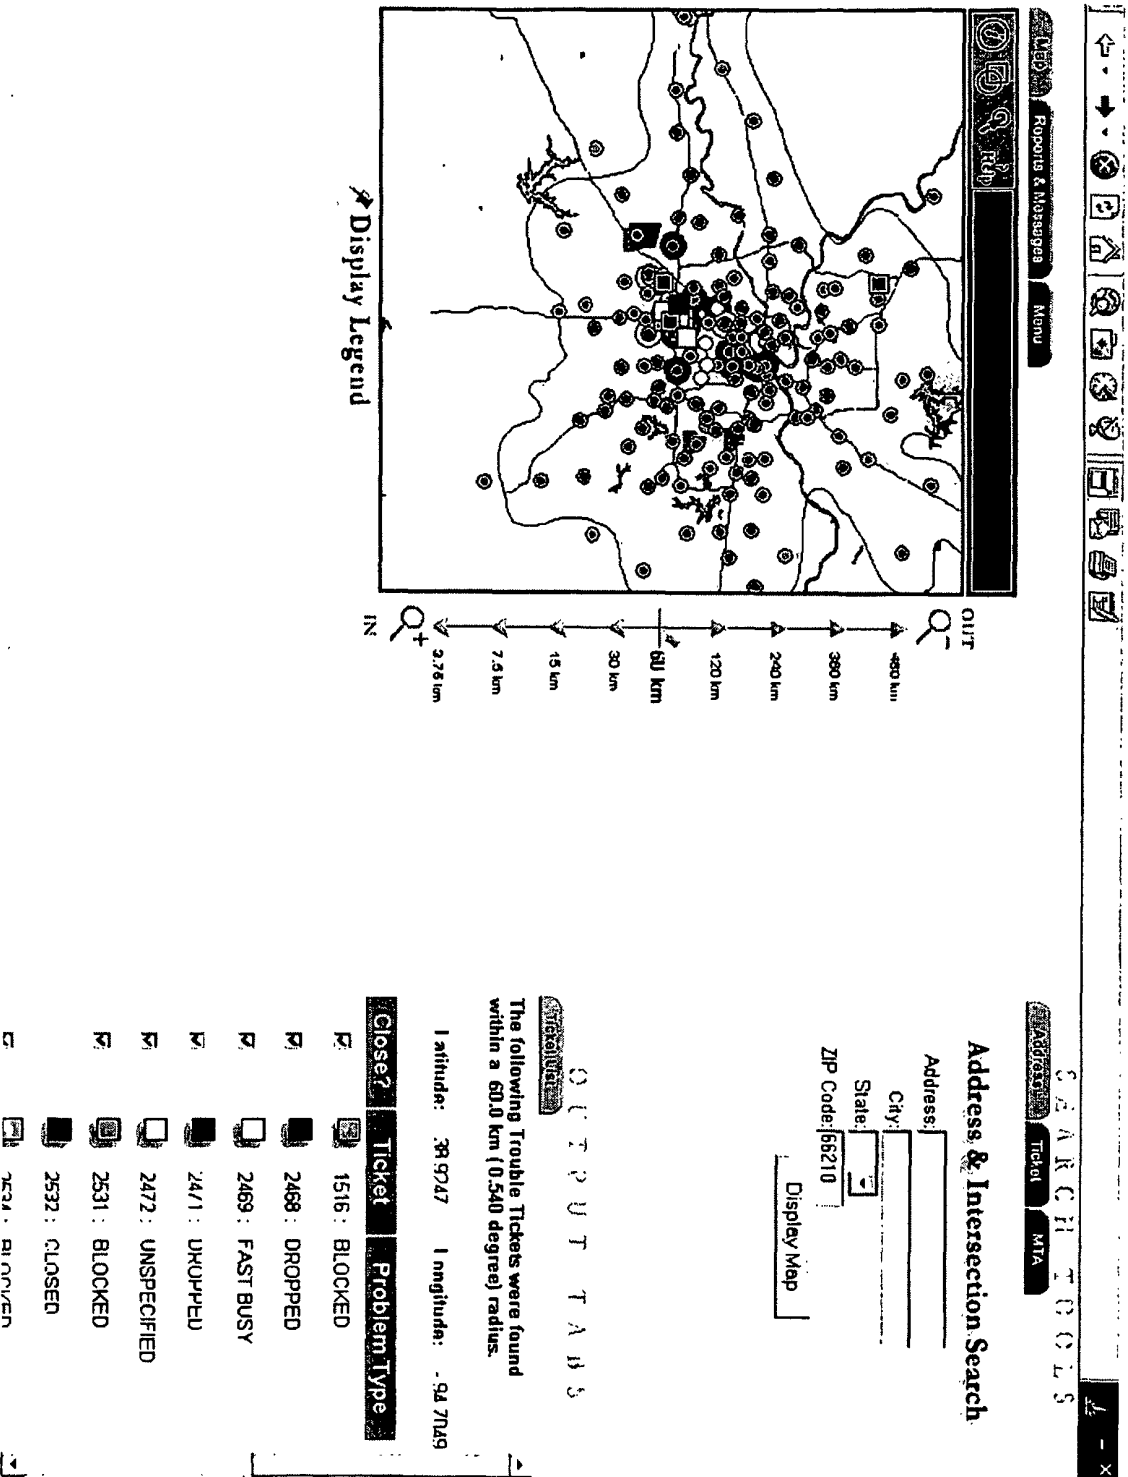 Map Reports & Messages Menu
Help
OUT
480 km
360 km
240 km
120 km
60 km
30 km
15 km
7.5 km
3.75 km
IN
Display Legend
SEARCH TOOLS
Address Ticket MTA
Address & Intersection Search
Address:
City:
State:
ZIP Code: 66210
Display Map
OUTPUT TABS
Ticket List
The following Trouble Tickets were found
within a 60.0 km (0.540 degree) radius.
Latitude: 38.9247 Longitude: -94.7049
Close? Ticket Problem Type
1516 : BLOCKED
2468 : DROPPED
2469 : FAST BUSY
2471 : DROPPED
2472 : UNSPECIFIED
2531 : BLOCKED
2532 : CLOSED
2534 : BLOCKED